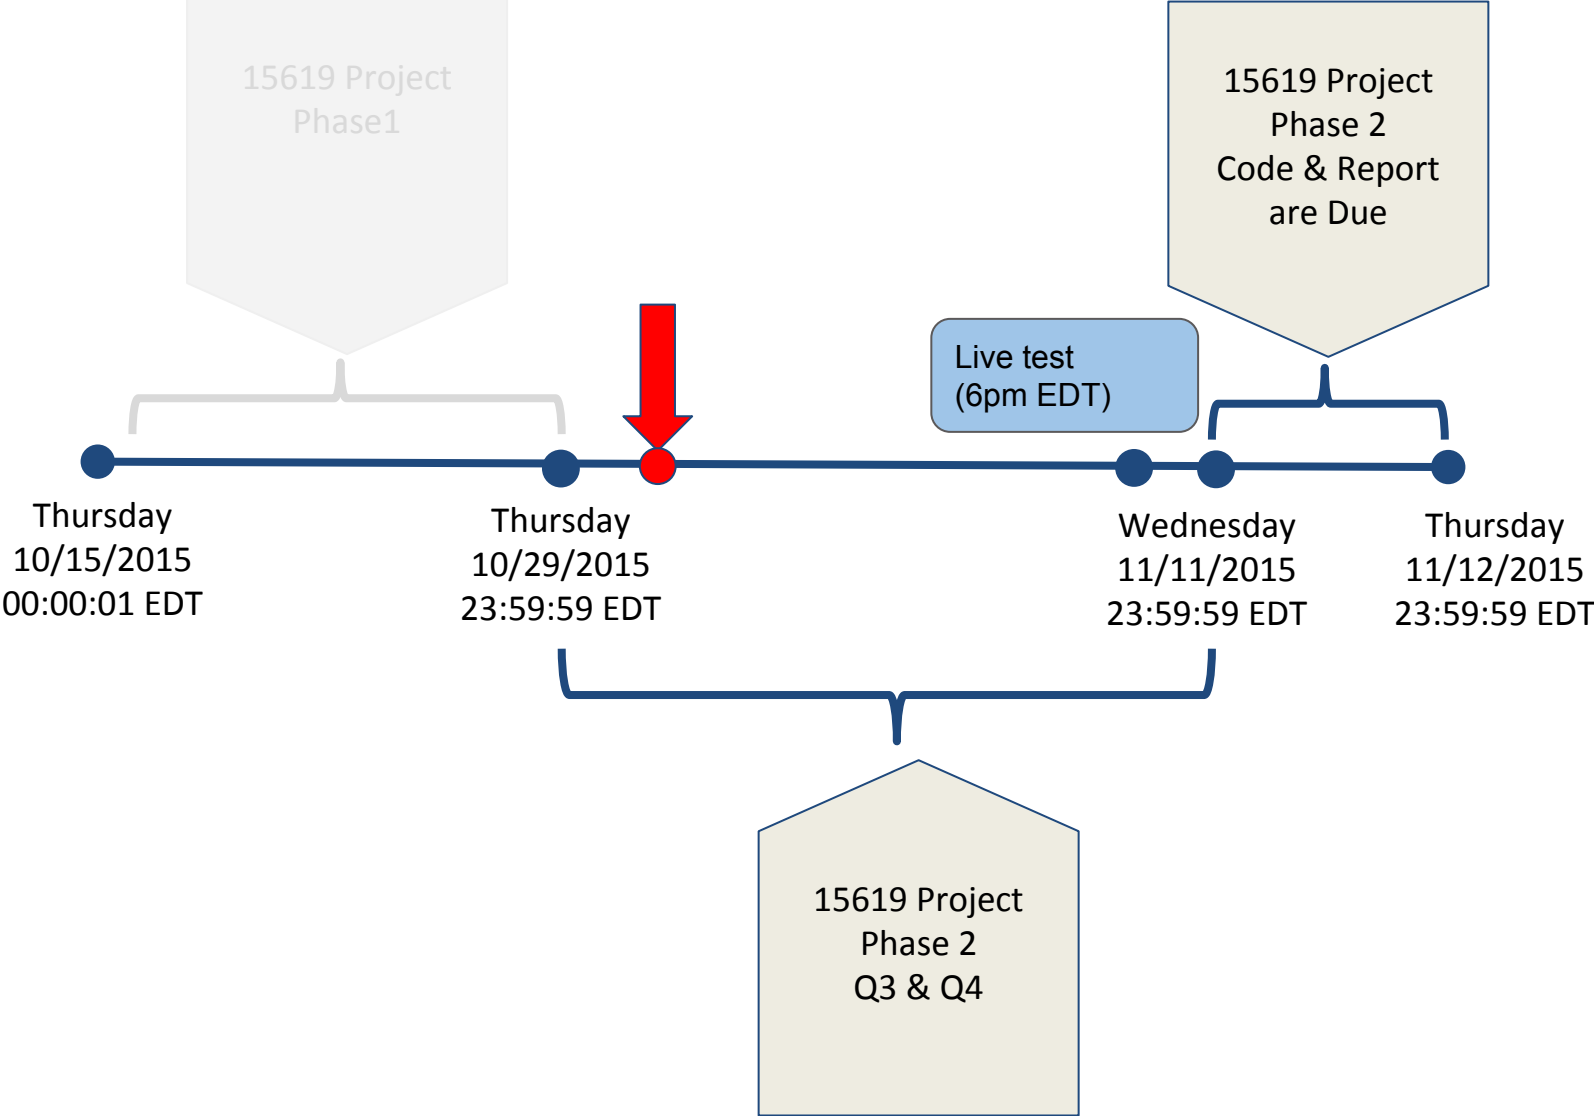 15619 Project
Phase1
15619 Project
Phase 2
Code & Report
are Due
Live test
(6pm EDT)
Thursday
10/15/2015
00:00:01 EDT
Thursday
10/29/2015
23:59:59 EDT
Wednesday
11/11/2015
23:59:59 EDT
Thursday
11/12/2015
23:59:59 EDT
15619 Project
Phase 2
Q3 & Q4